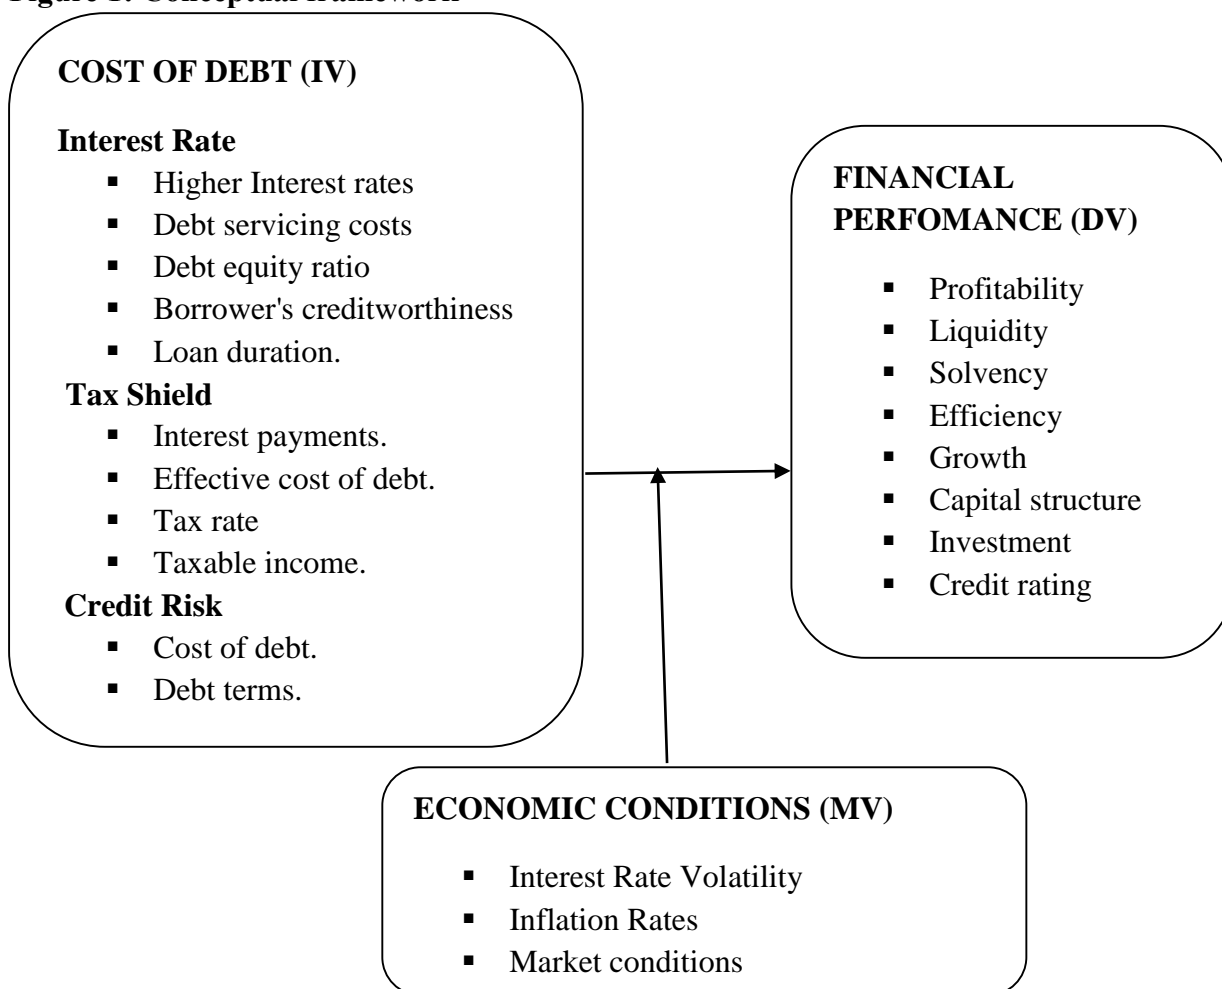 Figure 1: Conceptual framework
COST OF DEBT (IV)
Interest Rate
▪ Higher Interest rates
▪ Debt servicing costs
▪ Debt equity ratio
▪ Borrower's creditworthiness
▪ Loan duration.
Tax Shield
▪ Interest payments.
▪ Effective cost of debt.
▪ Tax rate
▪ Taxable income.
Credit Risk
▪ Cost of debt.
▪ Debt terms.
FINANCIAL
PERFOMANCE (DV)
▪ Profitability
▪ Liquidity
▪ Solvency
▪ Efficiency
▪ Growth
▪ Capital structure
▪ Investment
▪ Credit rating
ECONOMIC CONDITIONS (MV)
▪ Interest Rate Volatility
▪ Inflation Rates
▪ Market conditions